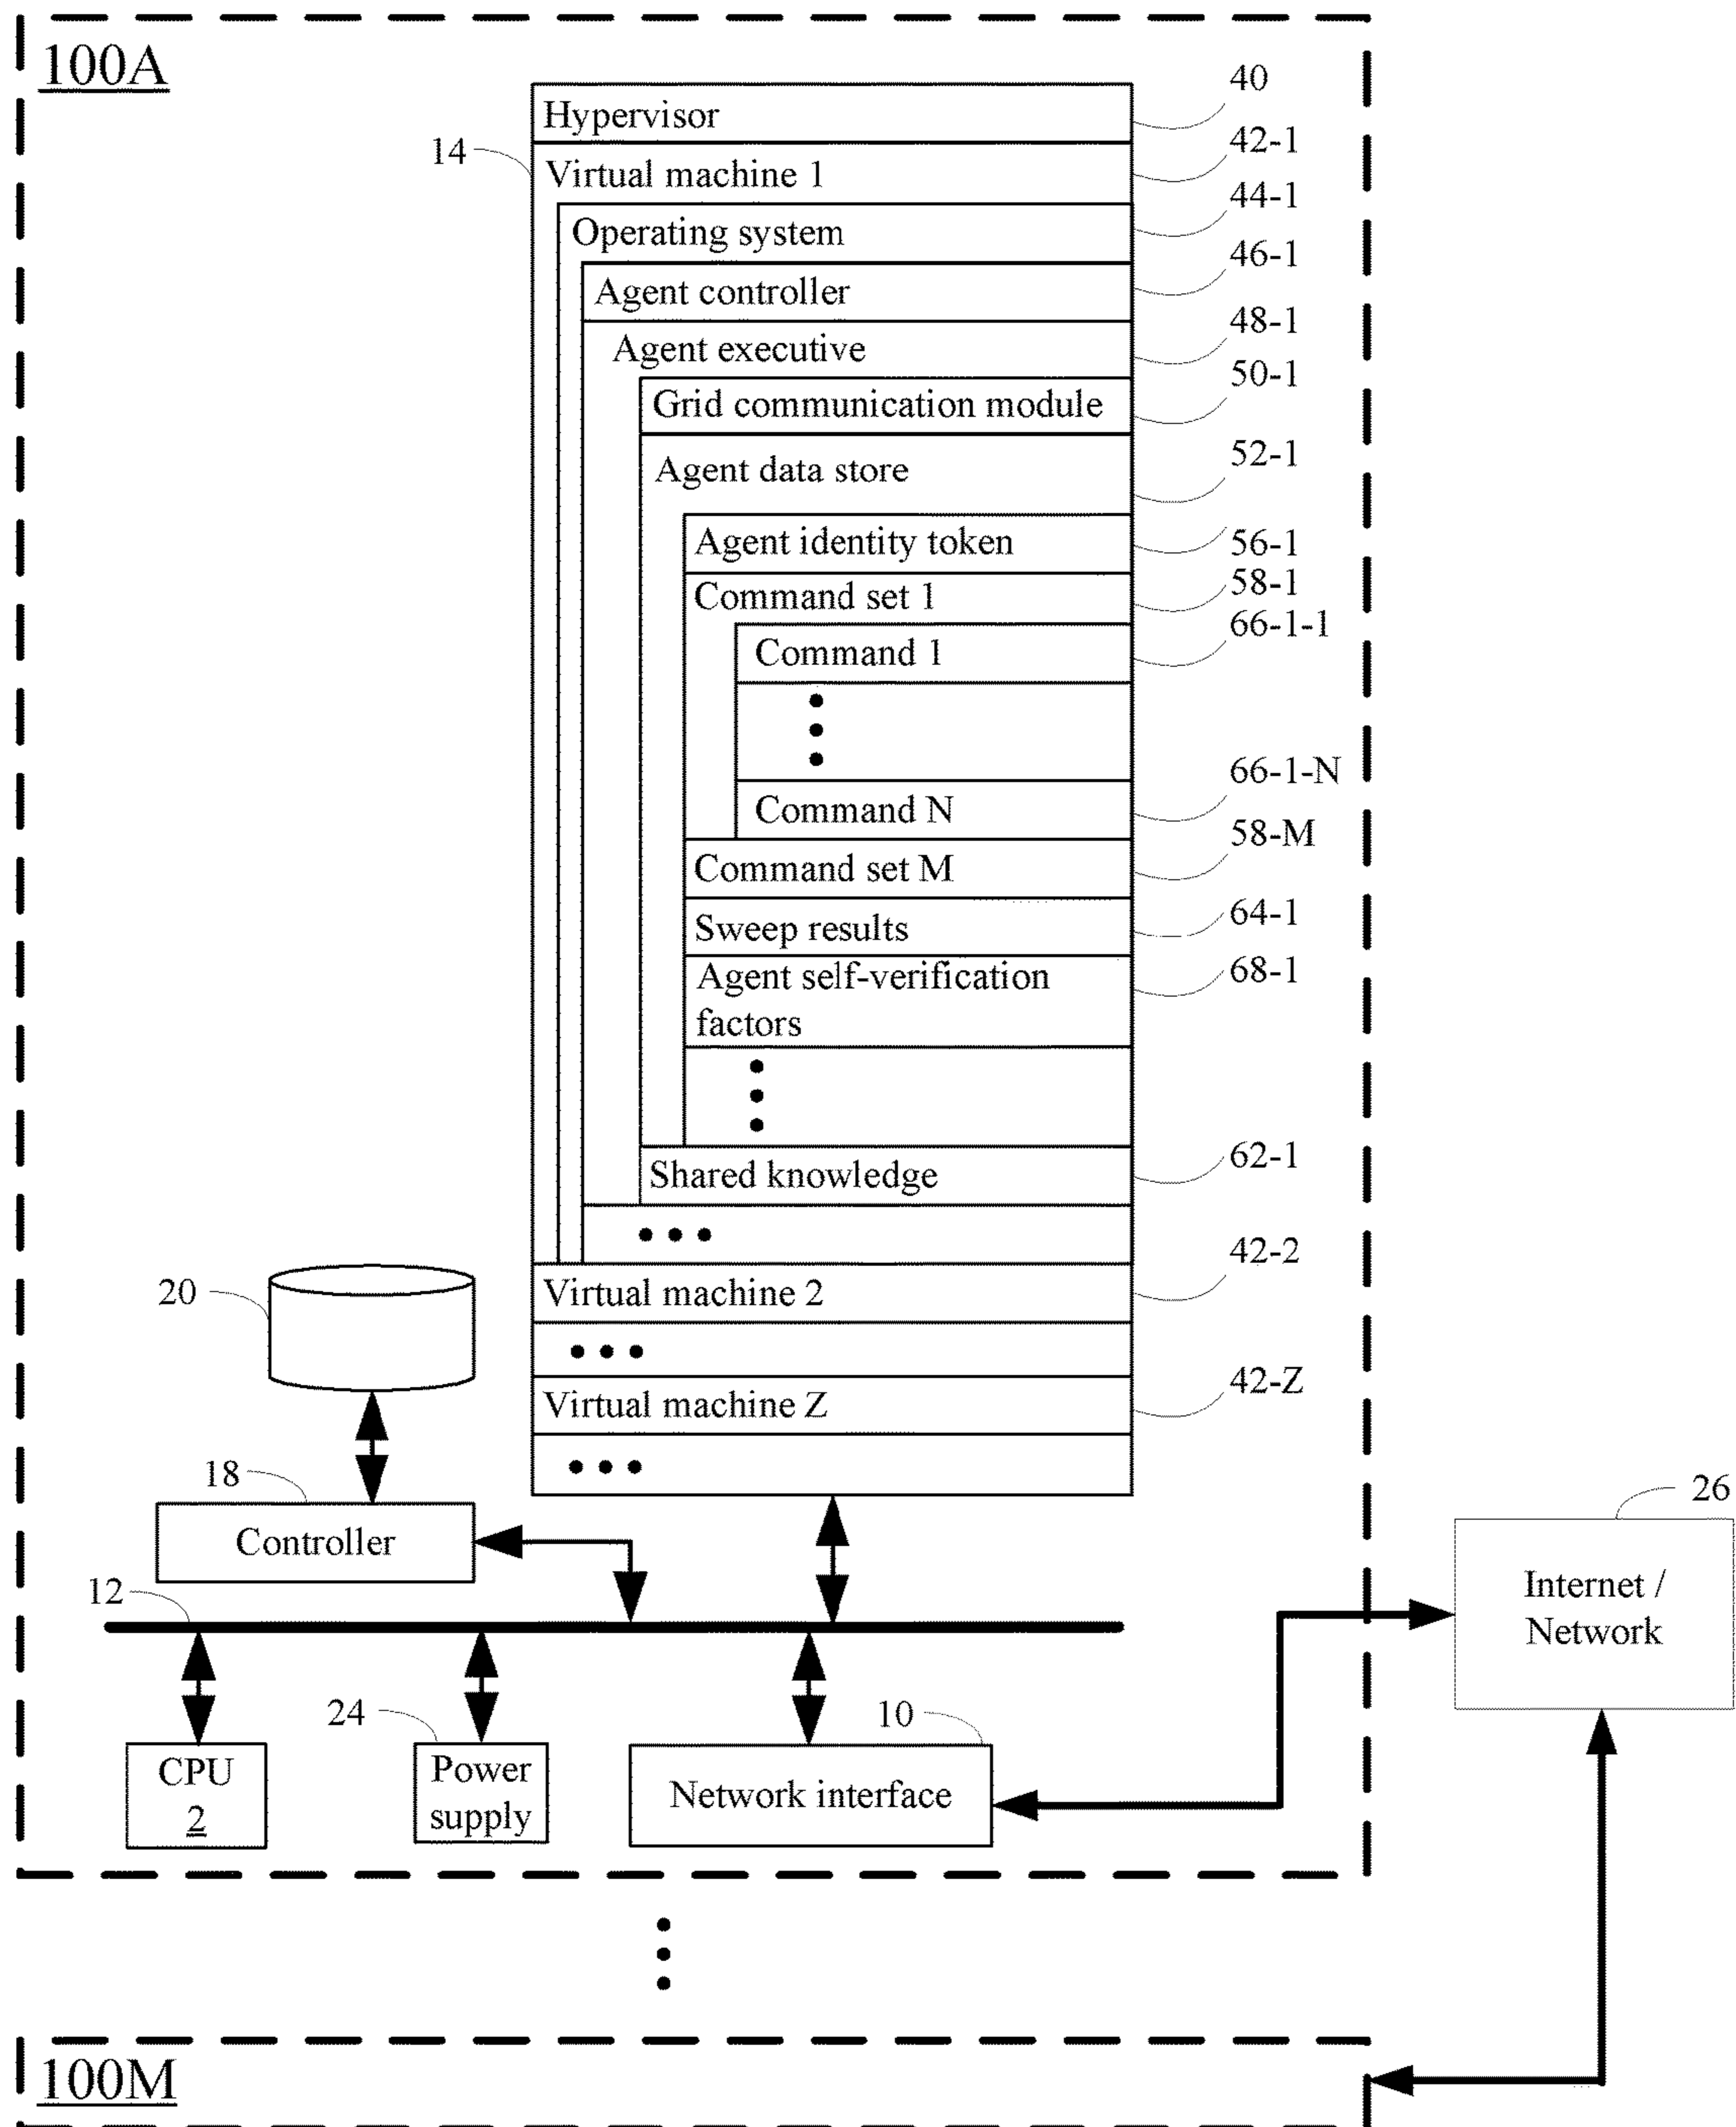 100A
Hypervisor
40
14
Virtual machine 1
42-1
Operating system
44-1
Agent controller
46-1
Agent executive
48-1
Grid communication module
50-1
Agent data store
52-1
Agent identity token
56-1
Command set 1
58-1
Command 1
66-1-1
Command N
66-1-N
Command set M
58-M
Sweep results
64-1
Agent self-verification
factors
68-1
Shared knowledge
62-1
Virtual machine 2
42-2
Virtual machine Z
42-Z
20
18
Controller
12
26
Internet /
Network
CPU
2
24
Power
supply
10
Network interface
100M